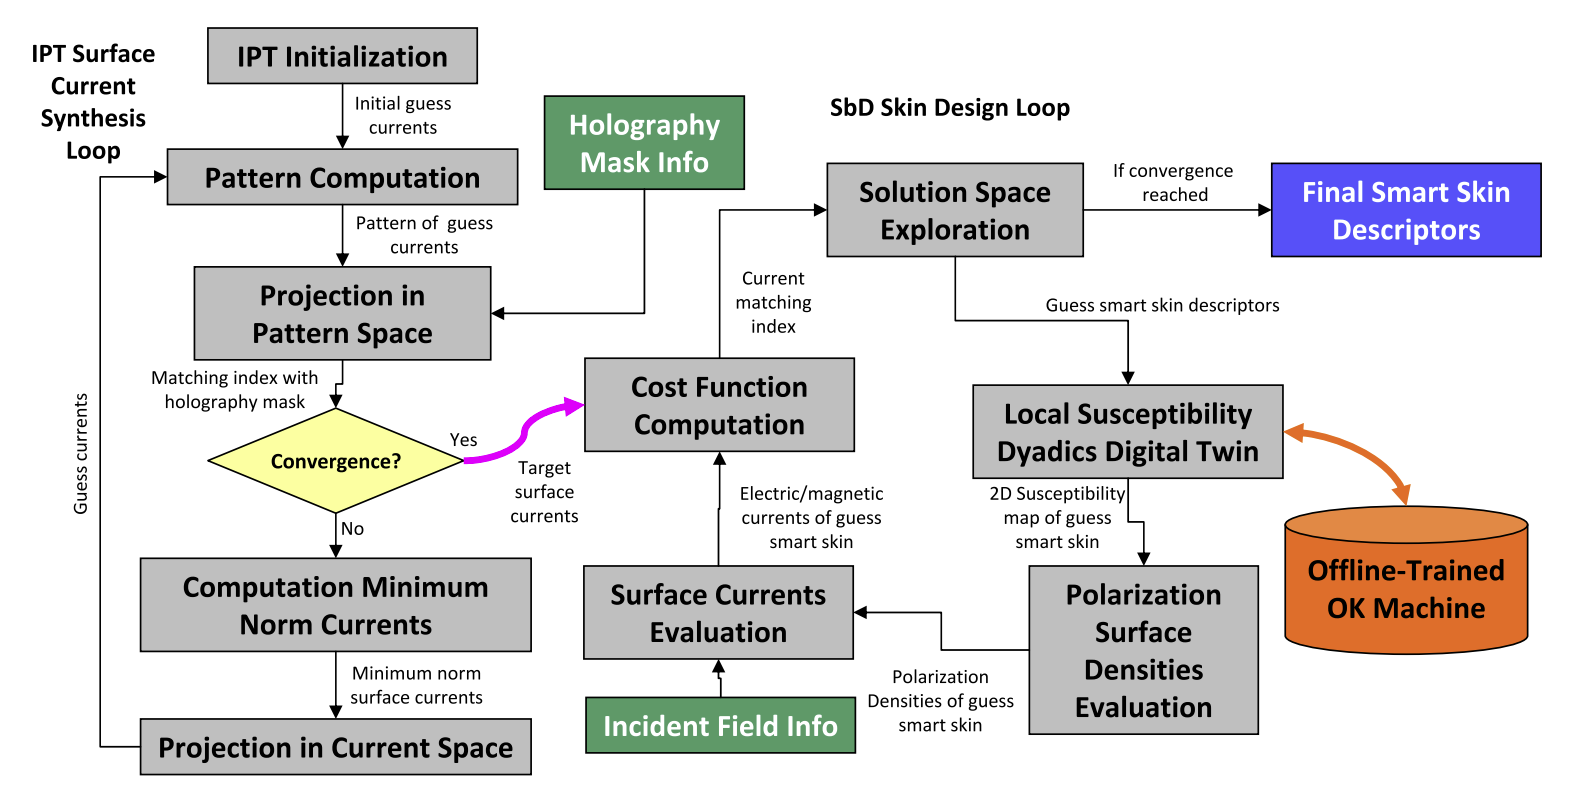 IPT Surface
Current
Synthesis
Loop
IPT Initialization
Initial guess
currents
Pattern Computation
Pattern of guess
currents
Holography
Mask Info
Projection in
Pattern Space
Matching index with
holography mask
Convergence?
Yes
Target
surface
currents
No
Computation Minimum
Norm Currents
Minimum norm
surface currents
Projection in Current Space
Guess currents
SbD Skin Design Loop
Solution Space
Exploration
If convergence
reached
Final Smart Skin
Descriptors
Current
matching
index
Guess smart skin descriptors
Cost Function
Computation
Local Susceptibility
Dyadics Digital Twin
Electric/magnetic
currents of guess
smart skin
2D Susceptibility
map of guess
smart skin
Offline-Trained
OK Machine
Surface Currents
Evaluation
Polarization
Surface
Densities
Evaluation
Polarization
Densities of guess
smart skin
Incident Field Info